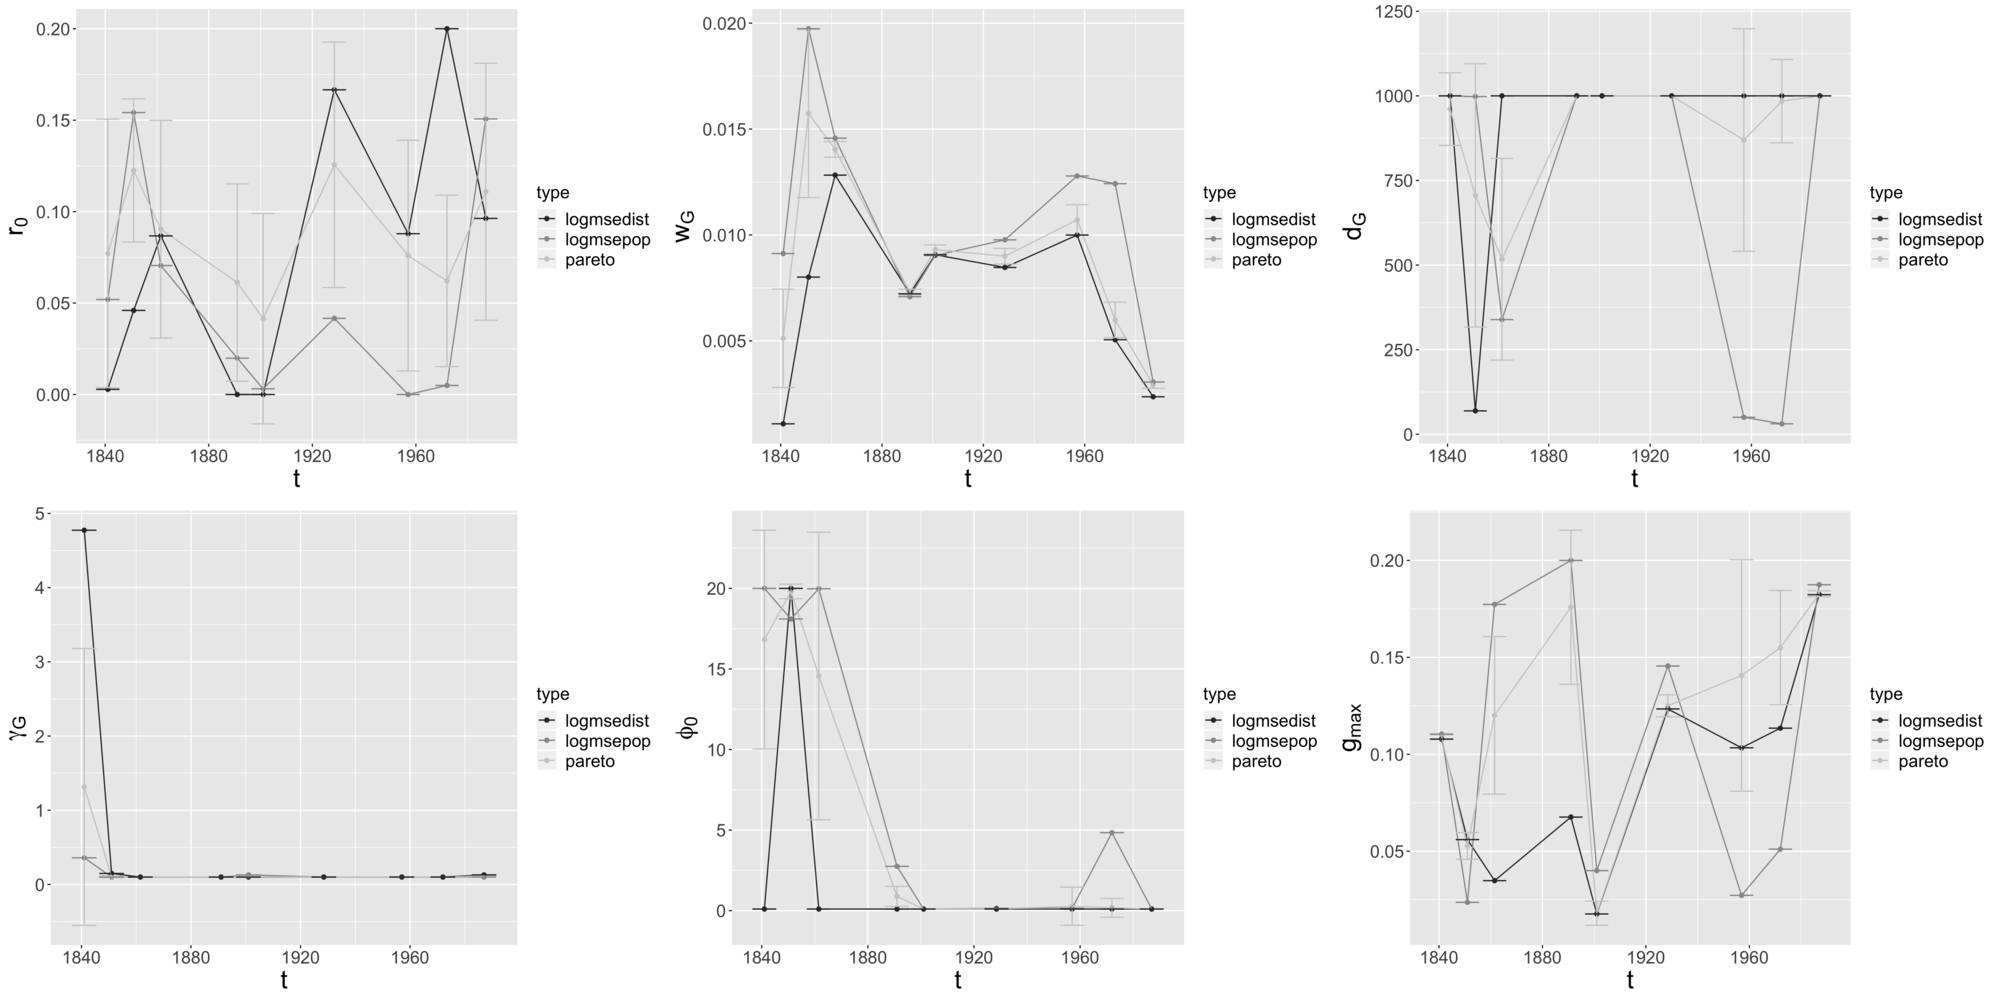 r0
0.20
0.15
0.10
0.05
0.00
1840 1880 1920 1960
t
type
logmsedist
logmsepop
pareto
wG
0.020
0.015
0.010
0.005
1840 1880 1920 1960
t
type
logmsedist
logmsepop
pareto
dG
1250
1000
750
500
250
0
1840 1880 1920 1960
t
type
logmsedist
logmsepop
pareto
γG
5
4
3
2
1
0
1840 1880 1920 1960
t
type
logmsedist
logmsepop
pareto
ϕ0
20
15
10
5
0
1840 1880 1920 1960
t
type
logmsedist
logmsepop
pareto
gmax
0.20
0.15
0.10
0.05
1840 1880 1920 1960
t
type
logmsedist
logmsepop
pareto